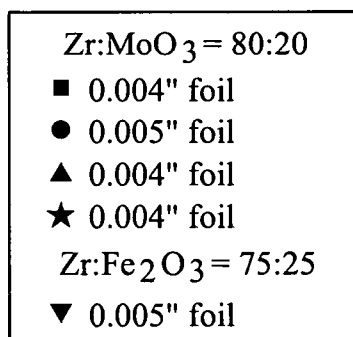 Zr:MoO₃ = 80:20
■ 0.004" foil
● 0.005" foil
▲ 0.004" foil
★ 0.004" foil
Zr:Fe₂O₃ = 75:25
▼ 0.005" foil